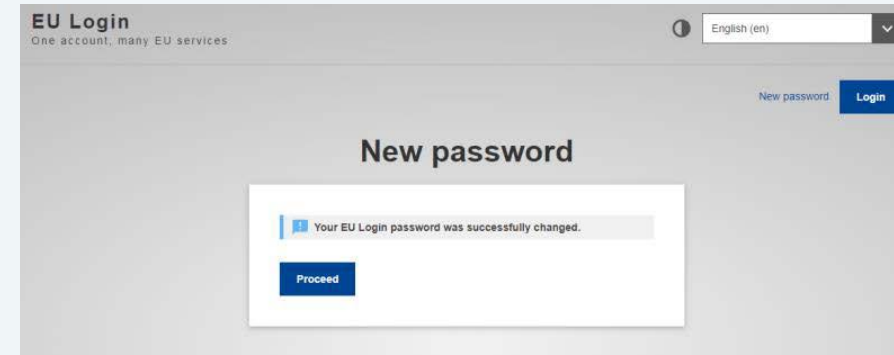 EU Login
One account, many EU services
English (en)
New password
Login
New password
Your EU Login password was successfully changed.
Proceed